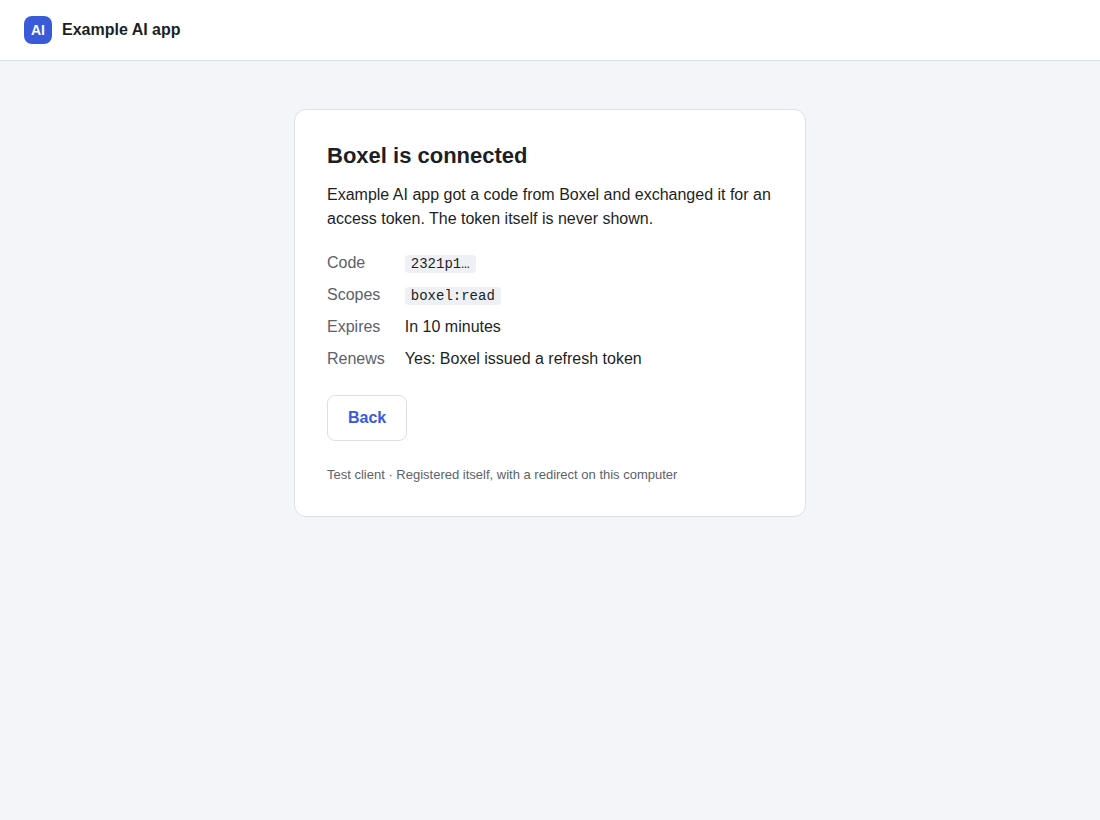 AI Example AI app
Boxel is connected
Example AI app got a code from Boxel and exchanged it for an
access token. The token itself is never shown.
Code 2321p1…
Scopes boxel:read
Expires In 10 minutes
Renews Yes: Boxel issued a refresh token
Back
Test client · Registered itself, with a redirect on this computer